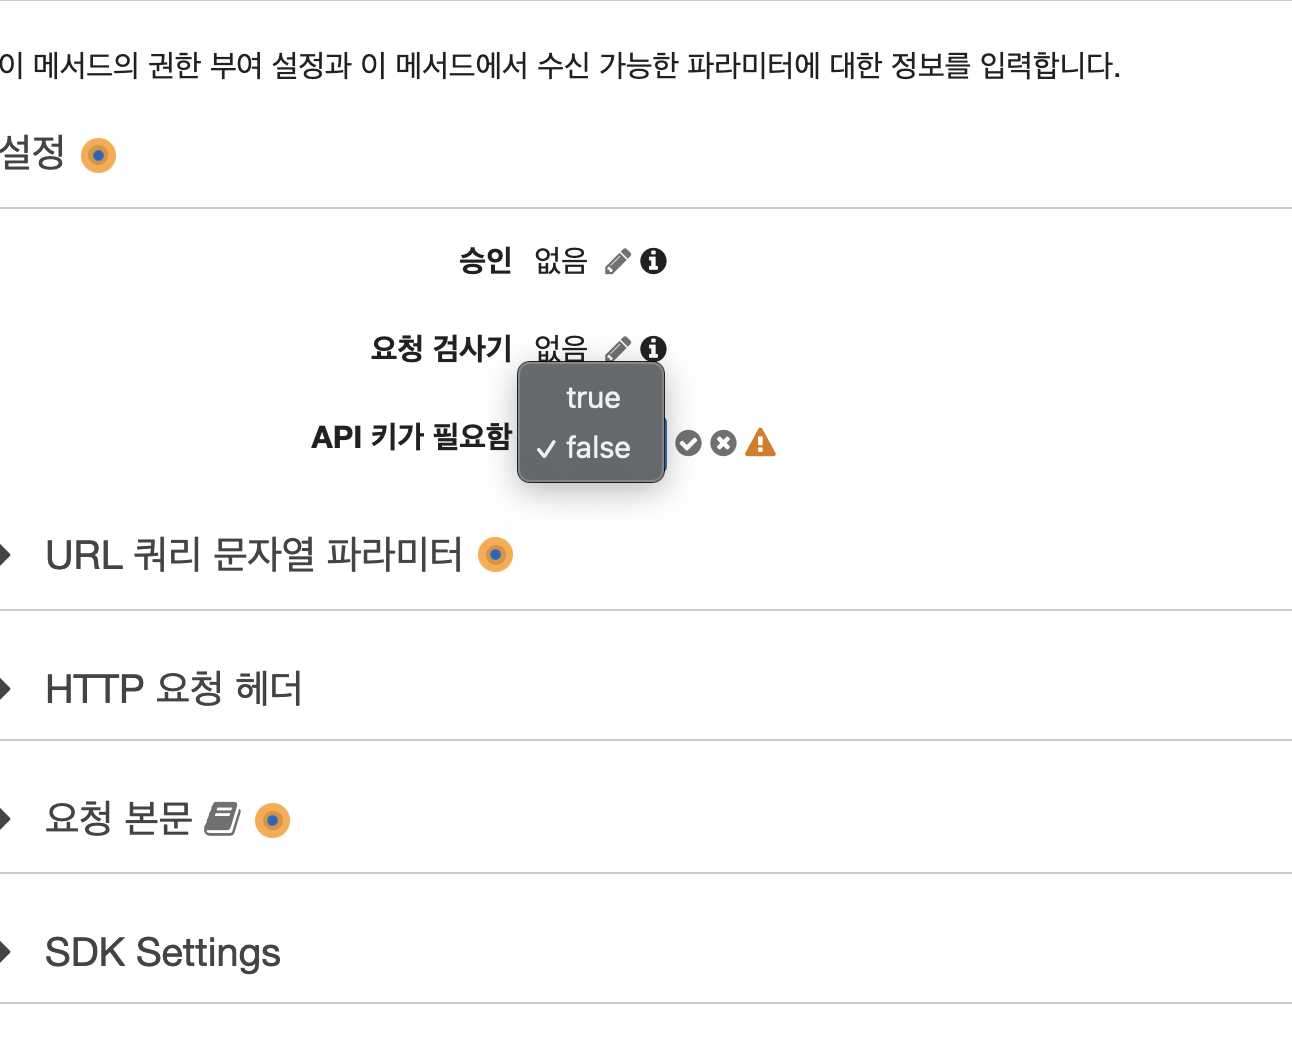 이 메서드의 권한 부여 설정과 이 메서드에서 수신 가능한 파라미터에 대한 정보를 입력합니다.
설정
승인 없음
요청 검사기 없음
true
API 키가 필요함 false
URL 쿼리 문자열 파라미터
HTTP 요청 헤더
요청 본문
SDK Settings